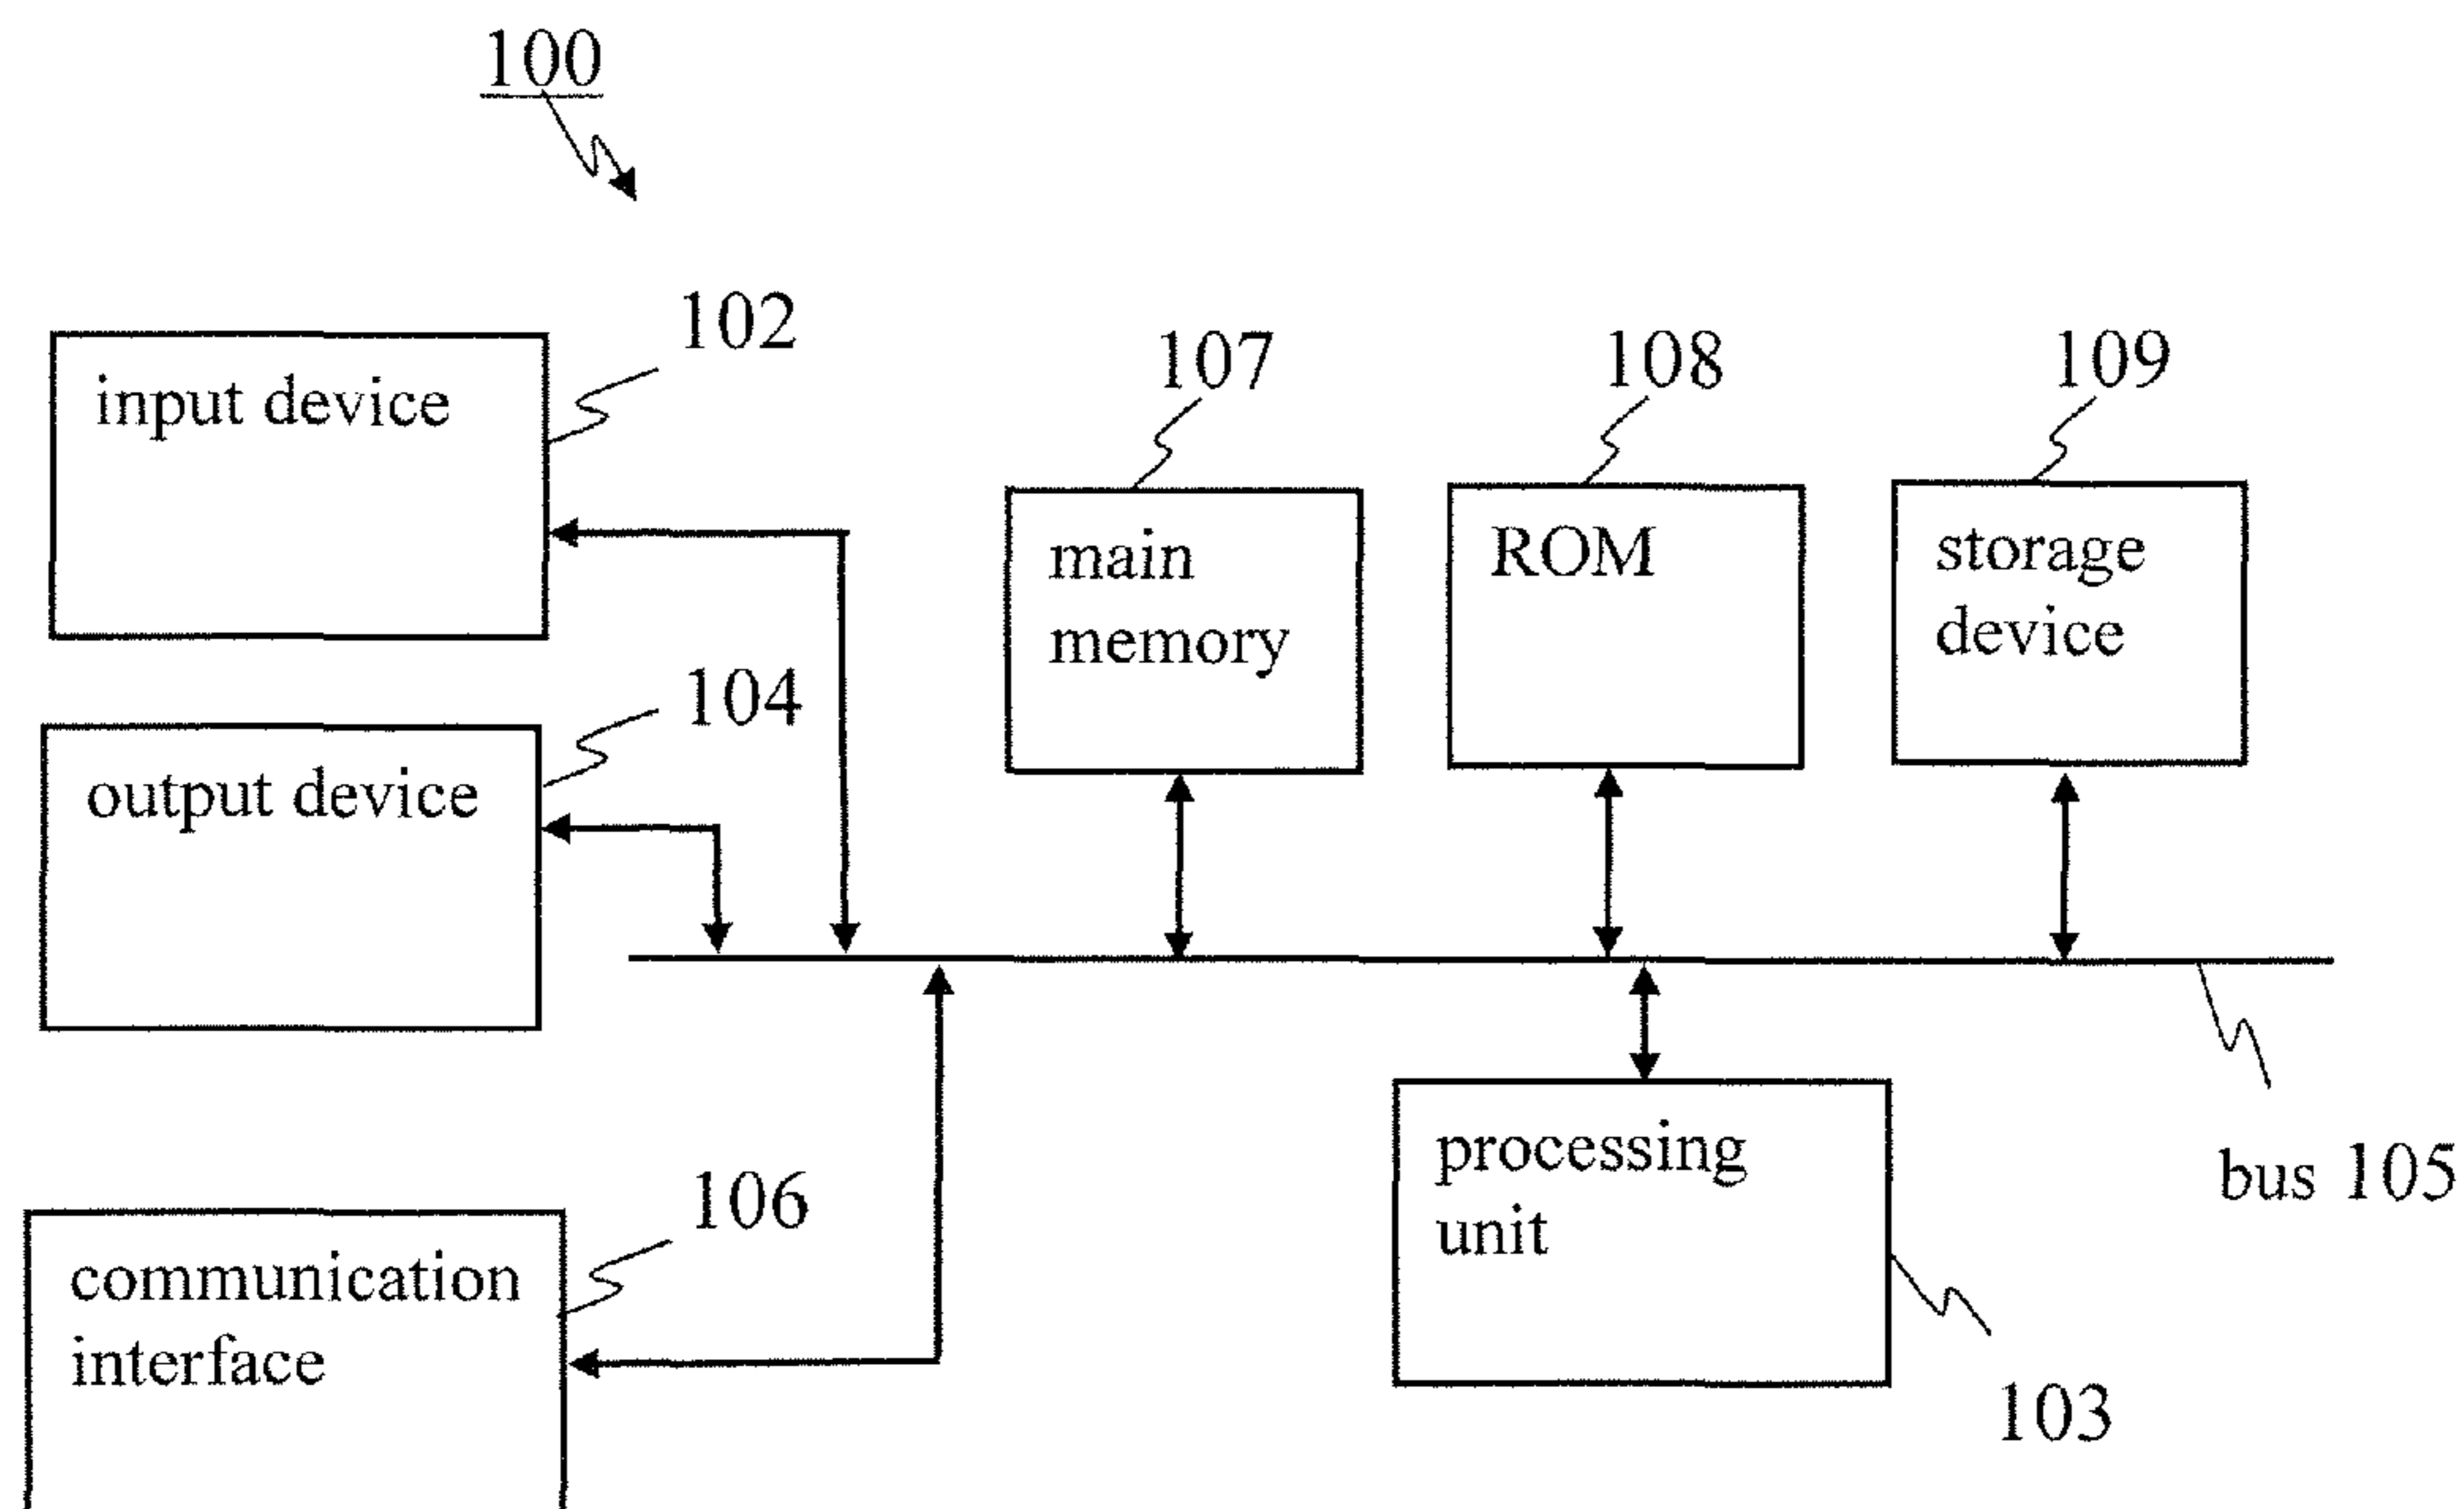 100
102
input device
107
108
109
main
memory
ROM
storage
device
104
output device
106
communication
interface
processing
unit
bus 105
103